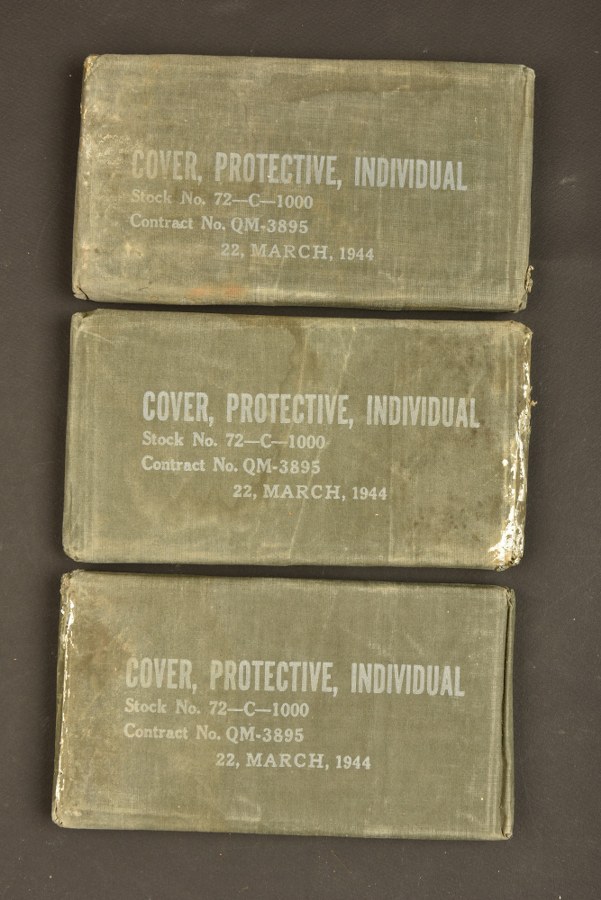 COVER, PROTECTIVE, INDIVIDUAL
Stock No. 72—C—1000
Contract No. QM-3895
22, MARCH, 1944
COVER, PROTECTIVE, INDIVIDUAL
Stock No. 72—C—1000
Contract No. QM-3895
22, MARCH, 1944
COVER, PROTECTIVE, INDIVIDUAL
Stock No. 72—C—1000
Contract No. QM-3895
22, MARCH, 1944